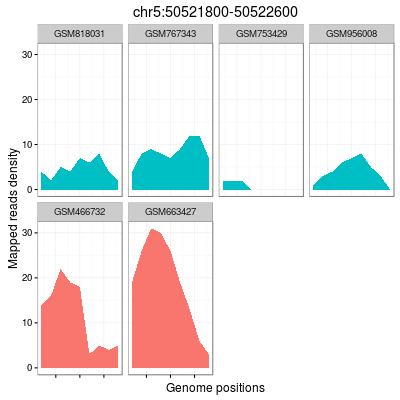 chr5:50521800-50522600
GSM818031 GSM767343 GSM753429 GSM956008
30
20
10
0
GSM466732 GSM663427
30
20
10
0
Mapped reads density
Genome positions